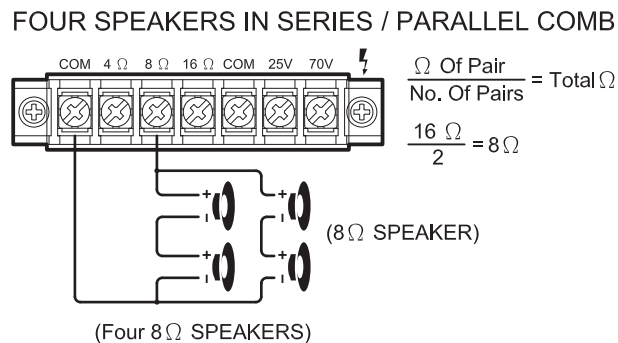 FOUR SPEAKERS IN SERIES / PARALLEL COMB
COM 4 Ω 8 Ω 16 Ω COM 25V 70V
Ω Of Pair
No. Of Pairs
= Total Ω
16 Ω
2
= 8 Ω
+ +
− −
+ +
− −
(8 Ω SPEAKER)
(Four 8 Ω SPEAKERS)